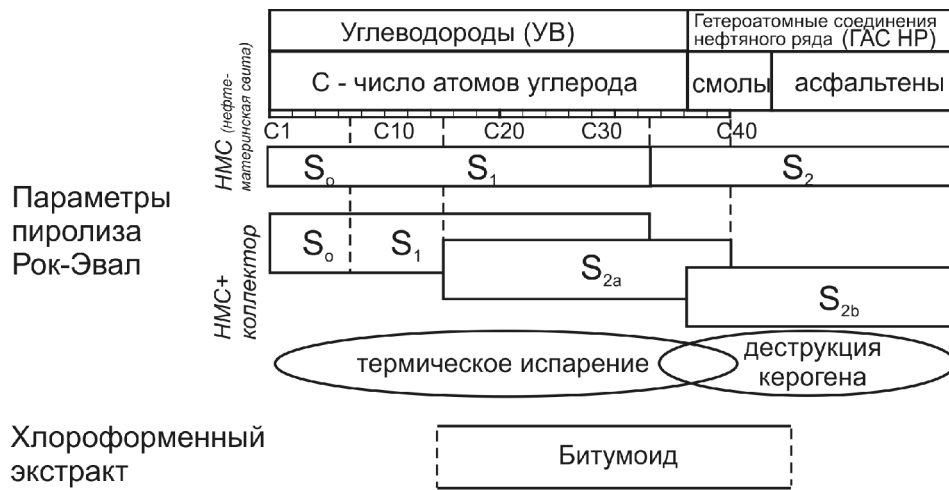 Углеводороды (УВ)
Гетероатомные соединения
нефтяного ряда (ГАС НР)
С - число атомов углерода
смолы
асфальтены
НМС (нефте-
материнская свита)
C1
C10
C20
C30
C40
So
S1
S2
Параметры
пиролиза
Рок-Эвал
НМС+
коллектор
So
S1
S2a
S2b
термическое испарение
деструкция
керогена
Хлороформенный
экстракт
Битумоид